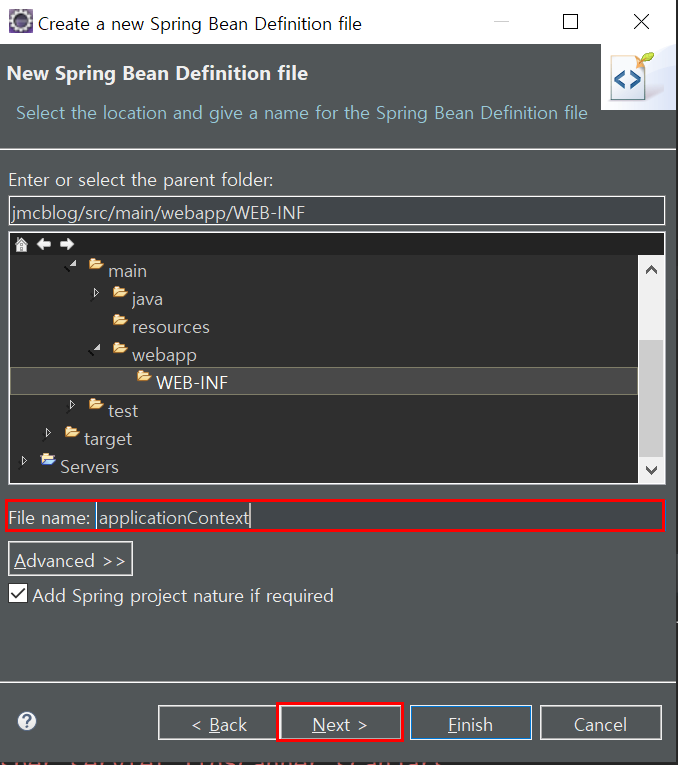 Create a new Spring Bean Definition file
New Spring Bean Definition file
Select the location and give a name for the Spring Bean Definition file
Enter or select the parent folder:
jmcblog/src/main/webapp/WEB-INF
main
java
resources
webapp
WEB-INF
test
target
Servers
File name: applicationContext
Advanced >>
Add Spring project nature if required
< Back Next > Finish Cancel